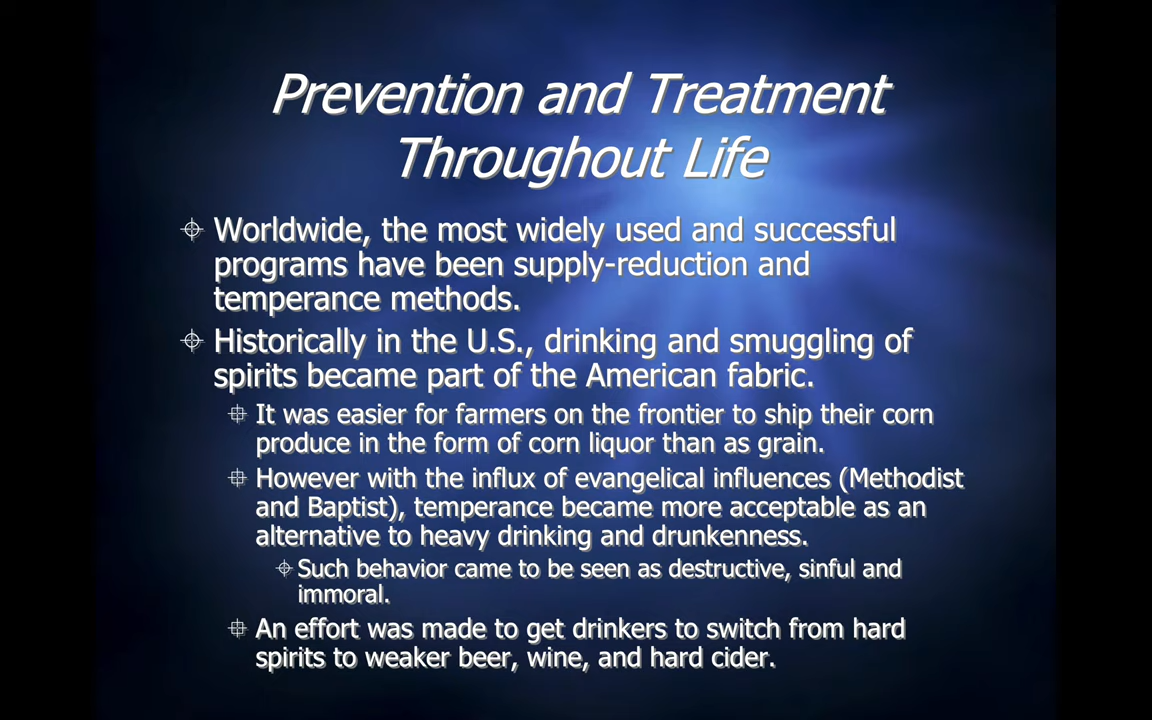 Prevention and Treatment
Throughout Life
Worldwide, the most widely used and successful
programs have been supply-reduction and
temperance methods.
Historically in the U.S., drinking and smuggling of
spirits became part of the American fabric.
It was easier for farmers on the frontier to ship their corn
produce in the form of corn liquor than as grain.
However with the influx of evangelical influences (Methodist
and Baptist), temperance became more acceptable as an
alternative to heavy drinking and drunkenness.
Such behavior came to be seen as destructive, sinful and
immoral.
An effort was made to get drinkers to switch from hard
spirits to weaker beer, wine, and hard cider.